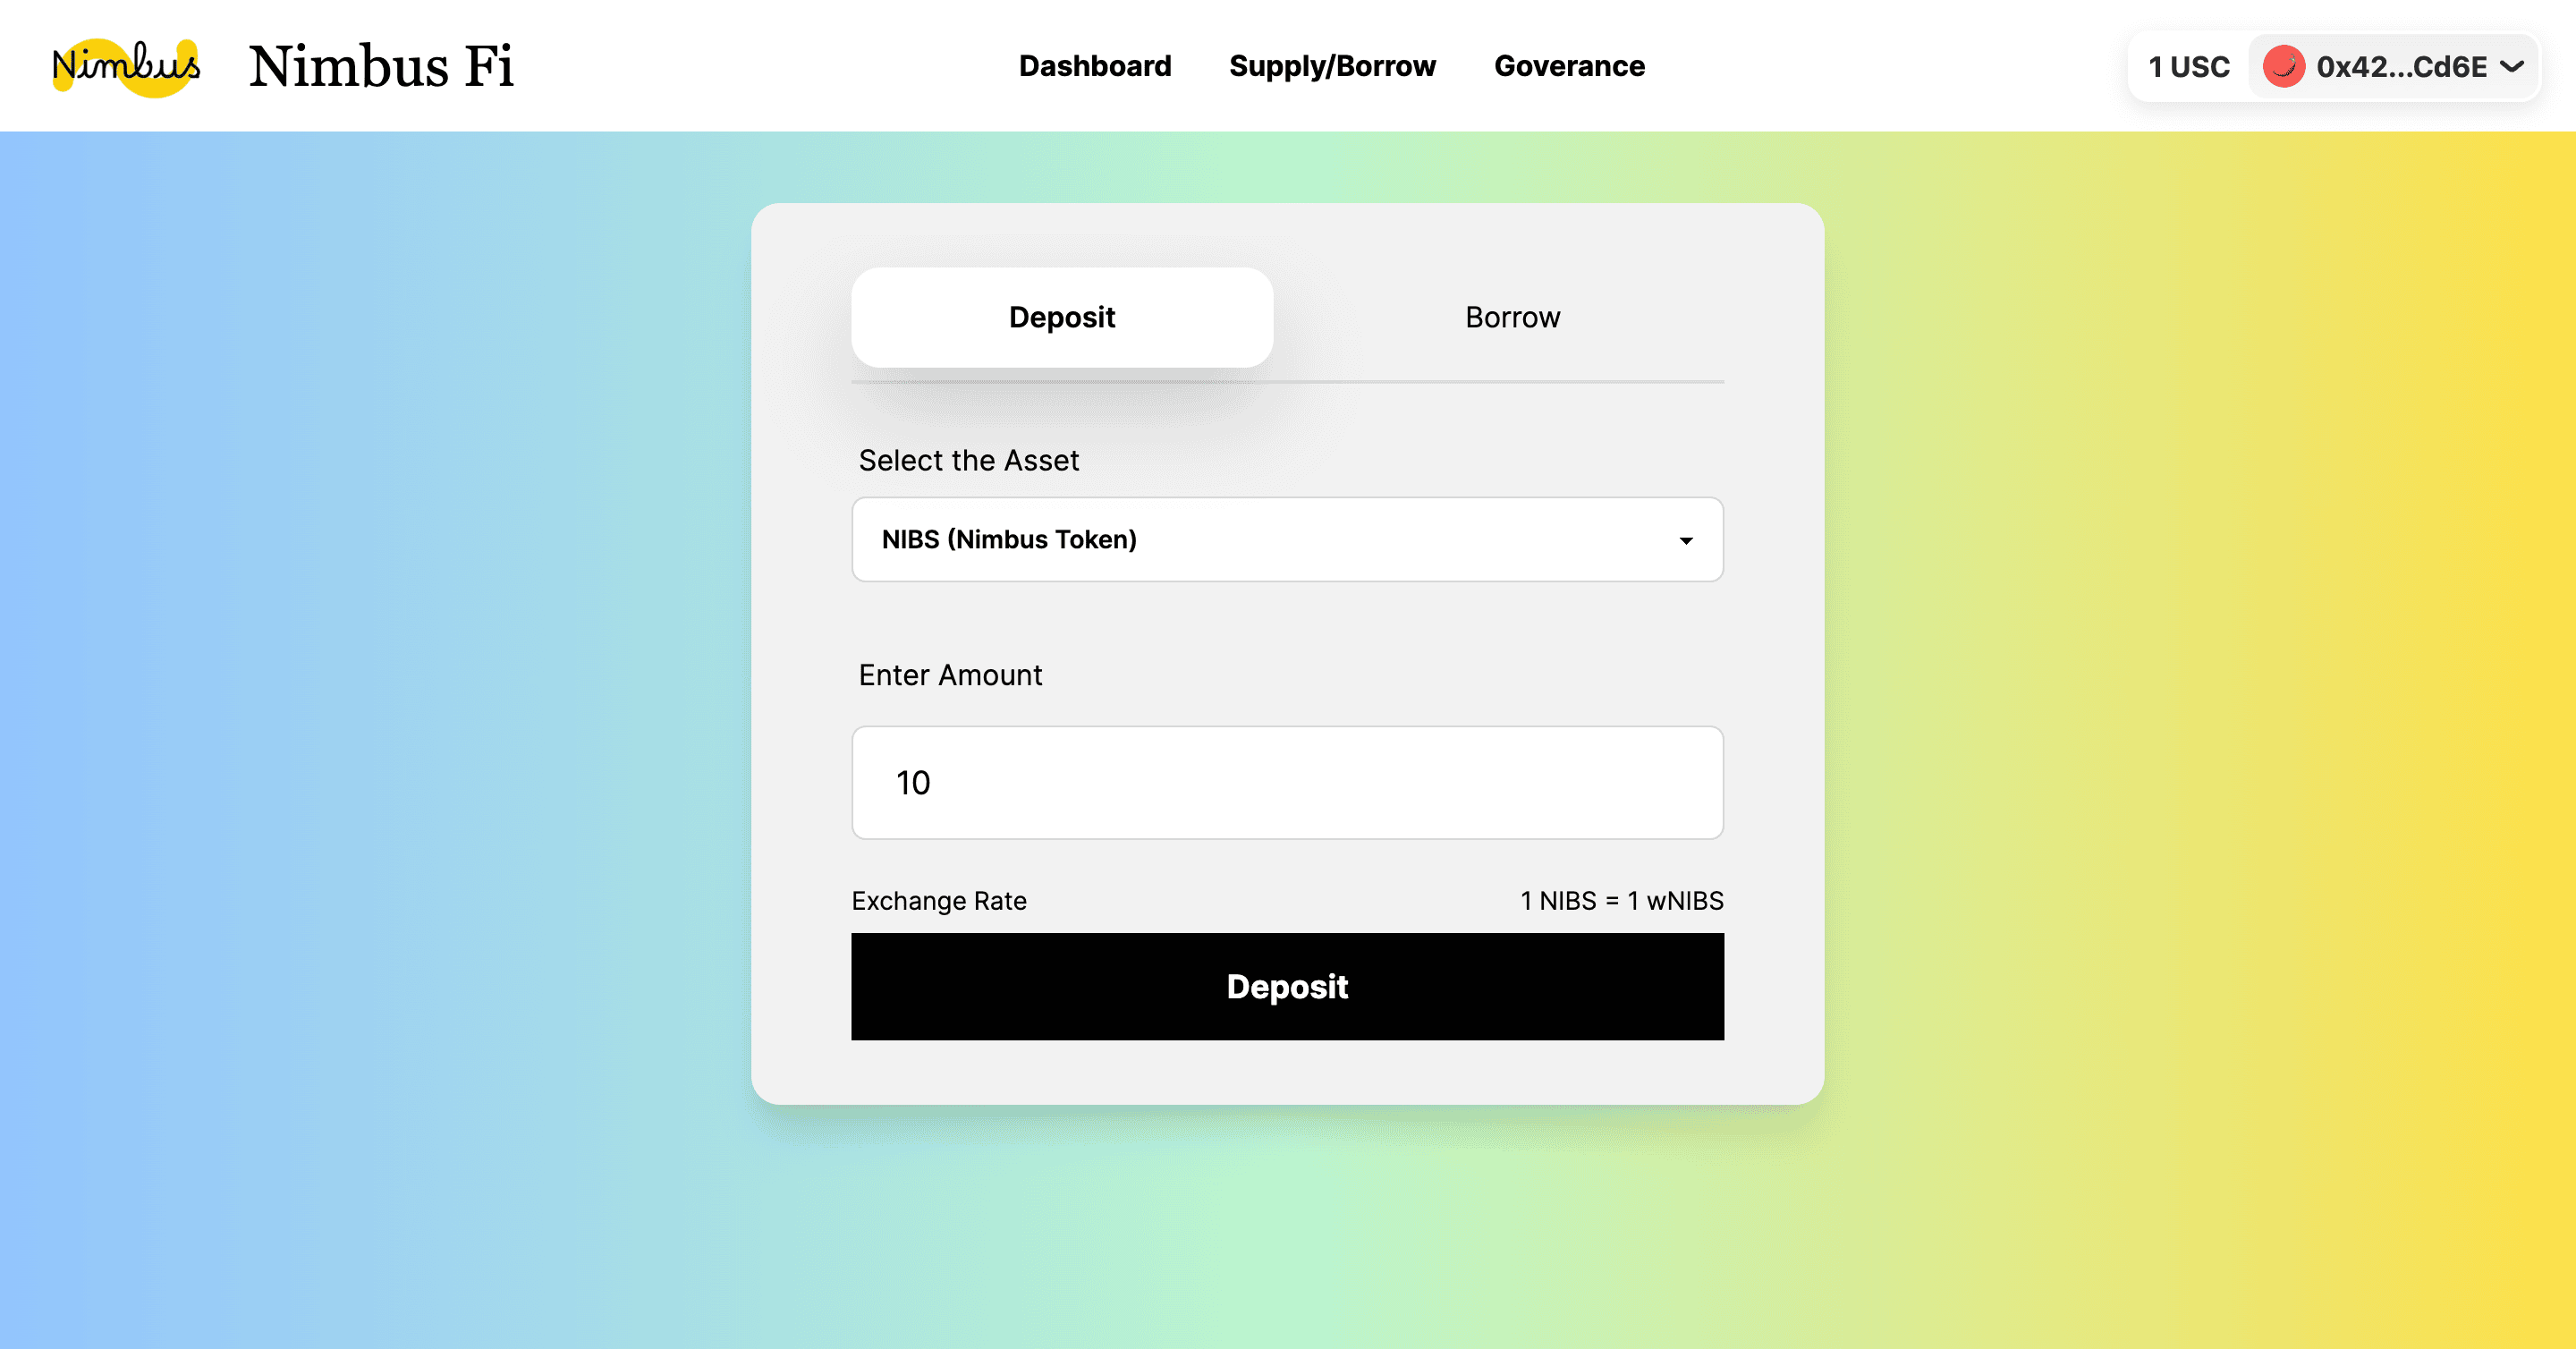 Nimbus Nimbus Fi Dashboard Supply/Borrow Goverance 1 USC 0x42...Cd6E
Deposit Borrow
Select the Asset
NIBS (Nimbus Token)
Enter Amount
10
Exchange Rate 1 NIBS = 1 wNIBS
Deposit